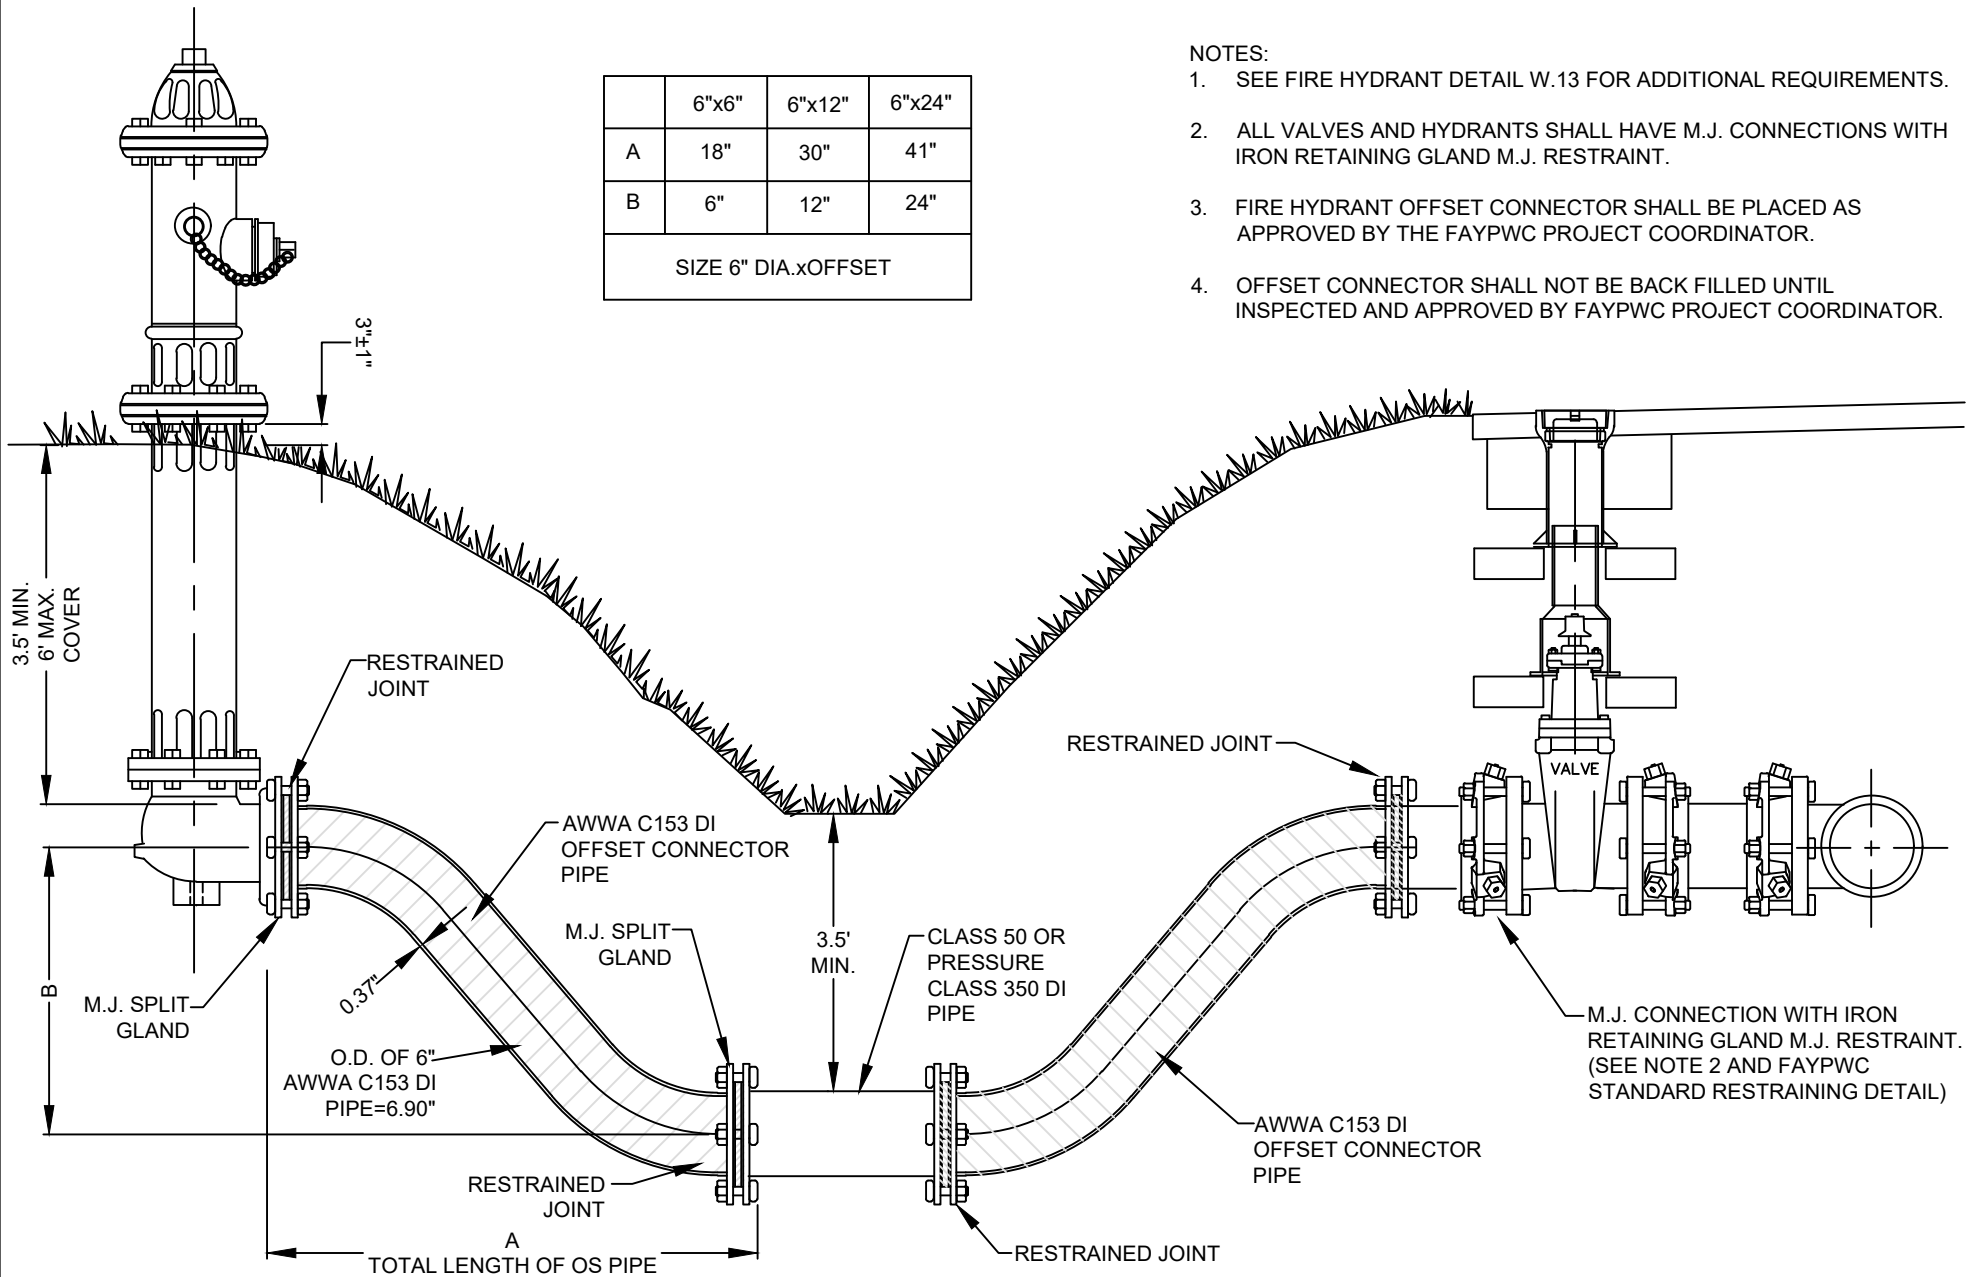 NOTES:
1. SEE FIRE HYDRANT DETAIL W.13 FOR ADDITIONAL REQUIREMENTS.
2. ALL VALVES AND HYDRANTS SHALL HAVE M.J. CONNECTIONS WITH
IRON RETAINING GLAND M.J. RESTRAINT.
3. FIRE HYDRANT OFFSET CONNECTOR SHALL BE PLACED AS
APPROVED BY THE FAYPWC PROJECT COORDINATOR.
4. OFFSET CONNECTOR SHALL NOT BE BACK FILLED UNTIL
INSPECTED AND APPROVED BY FAYPWC PROJECT COORDINATOR.
6"x6" 6"x12" 6"x24"
A 18" 30" 41"
B 6" 12" 24"
SIZE 6" DIA.xOFFSET
3"±1"
3.5' MIN.
6' MAX.
COVER
RESTRAINED
JOINT
RESTRAINED JOINT
VALVE
AWWA C153 DI
OFFSET CONNECTOR
PIPE
M.J. SPLIT
GLAND
3.5'
MIN.
CLASS 50 OR
PRESSURE
CLASS 350 DI
PIPE
B
0.37"
M.J. SPLIT
GLAND
O.D. OF 6"
AWWA C153 DI
PIPE=6.90"
M.J. CONNECTION WITH IRON
RETAINING GLAND M.J. RESTRAINT.
(SEE NOTE 2 AND FAYPWC
STANDARD RESTRAINING DETAIL)
AWWA C153 DI
OFFSET CONNECTOR
PIPE
RESTRAINED
JOINT
A
TOTAL LENGTH OF OS PIPE
RESTRAINED JOINT